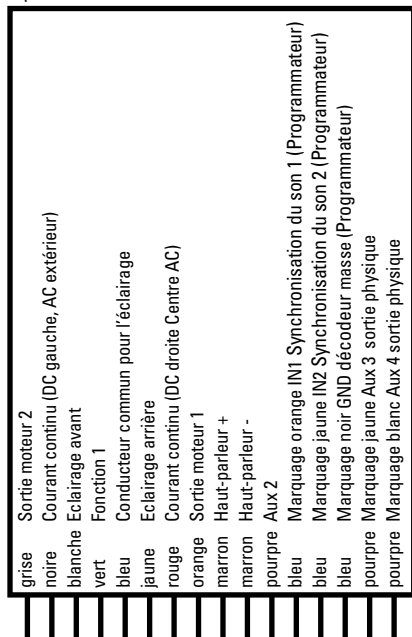 grise Sortie moteur 2
noire Courant continu (DC gauche, AC extérieur)
blanche Eclairage avant
vert Fonction 1
bleu Conducteur commun pour l'éclairage
jaune Eclairage arrière
rouge Courant continu (DC droite Centre AC)
orange Sortie moteur 1
marron Haut-parleur +
marron Haut-parleur -
pourpre Aux 2
bleu Marquage orange IN1 Synchronisation du son 1 (Programmateur)
bleu Marquage jaune IN2 Synchronisation du son 2 (Programmateur)
bleu Marquage noir GND décodeur masse (Programmateur)
pourpre Marquage jaune Aux 3 sortie physique
pourpre Marquage blanc Aux 4 sortie physique